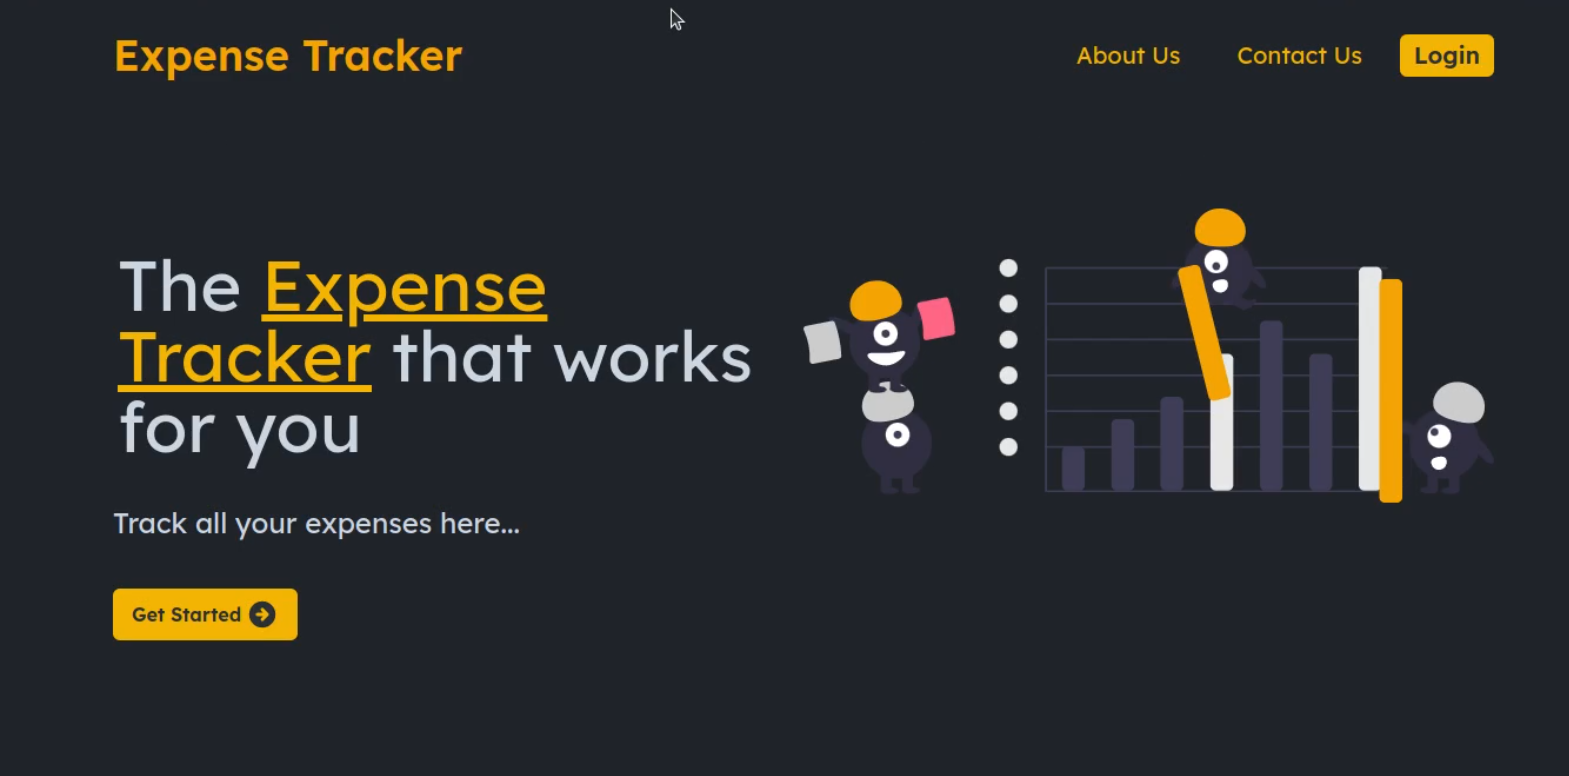 Expense Tracker
About Us
Contact Us
Login
The Expense
Tracker that works
for you
Track all your expenses here...
Get Started